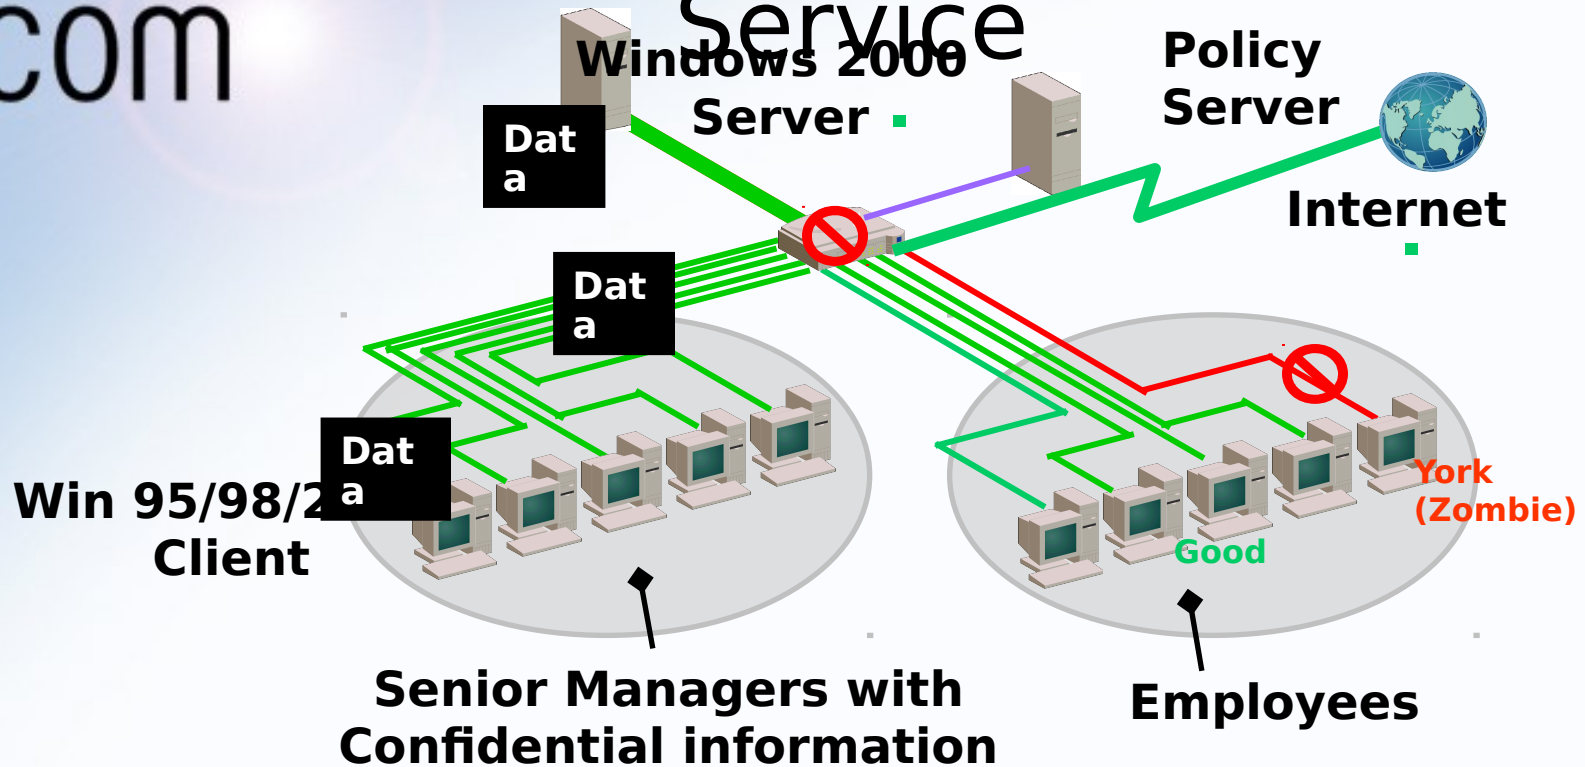 com
Service
Windows 2000
Server
Policy
Server
Dat
a
Internet
Dat
a
Dat
a
Win 95/98/2
Client
York
(Zombie)
Good
Senior Managers with
Confidential information
Employees